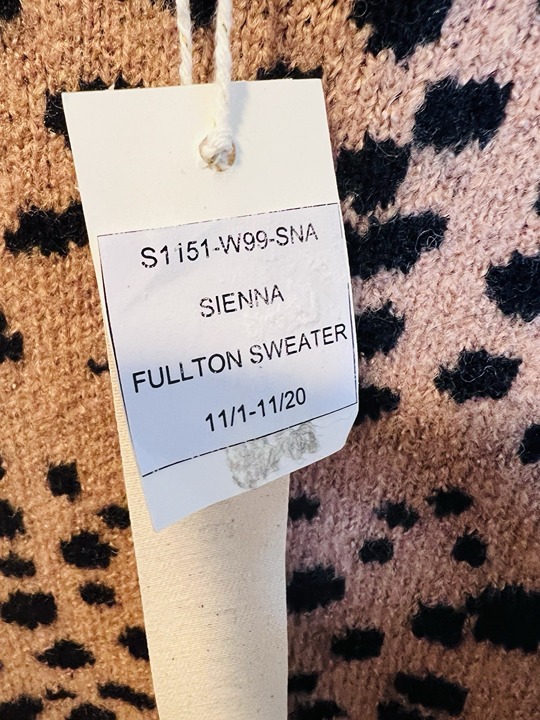 S1151-W99-SNA
SIENNA
FULLTON SWEATER
11/1-11/20